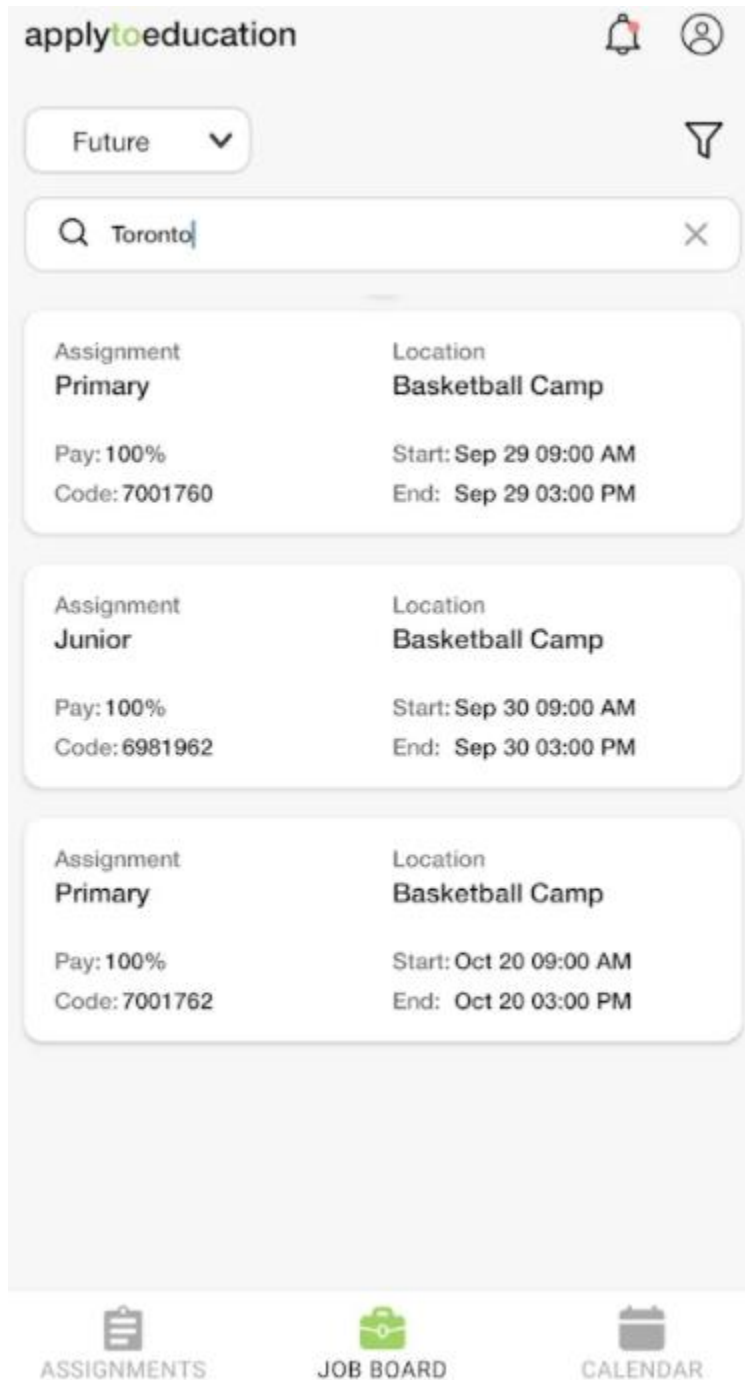 applytoeducation
Future
Toronto
Assignment Location
Primary Basketball Camp
Pay: 100% Start: Sep 29 09:00 AM
Code: 7001760 End: Sep 29 03:00 PM
Assignment Location
Junior Basketball Camp
Pay: 100% Start: Sep 30 09:00 AM
Code: 6981962 End: Sep 30 03:00 PM
Assignment Location
Primary Basketball Camp
Pay: 100% Start: Oct 20 09:00 AM
Code: 7001762 End: Oct 20 03:00 PM
ASSIGNMENTS JOB BOARD CALENDAR